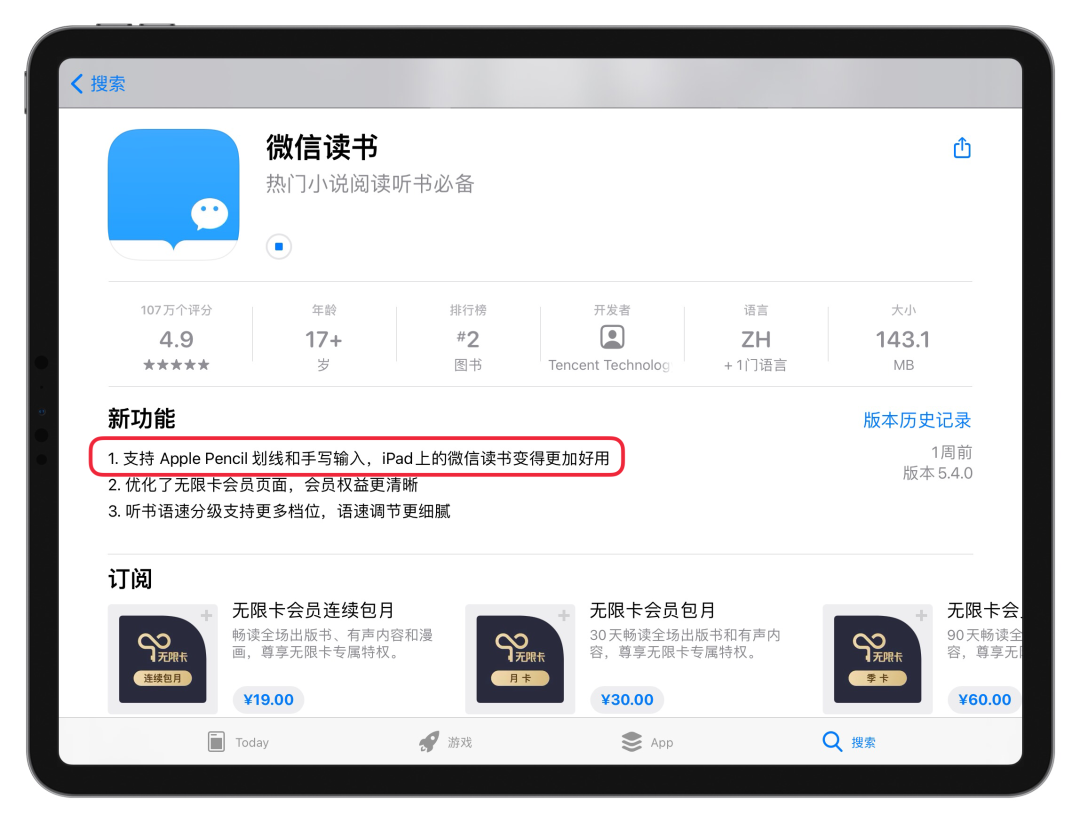 搜索
微信读书
热门小说阅读听书必备
107万个评分
4.9
年龄
17+
岁
排行榜
#2
图书
开发者
Tencent Technolog
语言
ZH
+ 1门语言
大小
143.1
MB
新功能
版本历史记录
1. 支持 Apple Pencil 划线和手写输入，iPad上的微信读书变得更加好用
1周前
2. 优化了无限卡会员页面，会员权益更清晰
版本 5.4.0
3. 听书语速分级支持更多档位，语速调节更细腻
订阅
无限卡
连续包月
无限卡会员连续包月
畅读全场出版书、有声内容和漫
画，尊享无限卡专属特权。
¥19.00
无限卡
月卡
无限卡会员包月
30天畅读全场出版书和有声内
容，尊享无限卡专属特权。
¥30.00
无限卡
季卡
无限卡会
90天畅读全
容，尊享无
¥60.00
Today
游戏
App
搜索